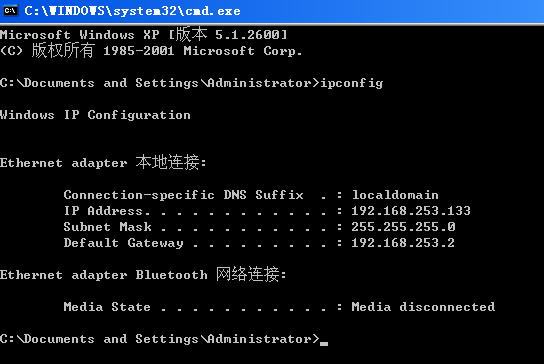 C:\WINDOWS\system32\cmd.exe
Microsoft Windows XP [版本 5.1.2600]
(C) 版权所有 1985-2001 Microsoft Corp.
C:\Documents and Settings\Administrator>ipconfig
Windows IP Configuration
Ethernet adapter 本地连接:
Connection-specific DNS Suffix  . : localdomain
IP Address. . . . . . . . . . . . : 192.168.253.133
Subnet Mask . . . . . . . . . . . : 255.255.255.0
Default Gateway . . . . . . . . . : 192.168.253.2
Ethernet adapter Bluetooth 网络连接:
Media State . . . . . . . . . . . : Media disconnected
C:\Documents and Settings\Administrator>_